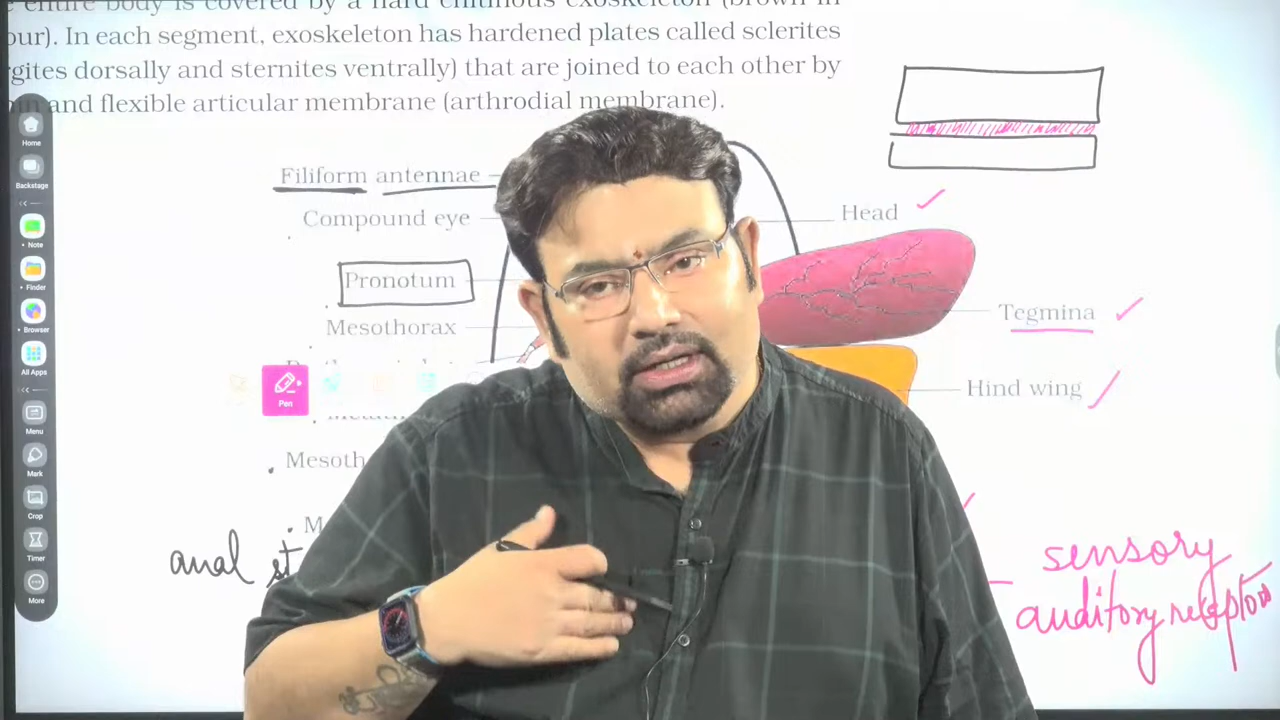 entire body is covered by a hard chitinous exoskeleton (brown in
our). In each segment, exoskeleton has hardened plates called sclerites
rgites dorsally and sternites ventrally) that are joined to each other by
and flexible articular membrane (arthrodial membrane).
Filiform antennae
Compound eye
Head
Pronotum
Tegmina
Mesothorax
Hind wing
Mesoth
M
anal st
sensory
auditory receptors
Home
Backstage
Note
Finder
Browser
All Apps
Menu
Mark
Crop
Timer
More
Pen